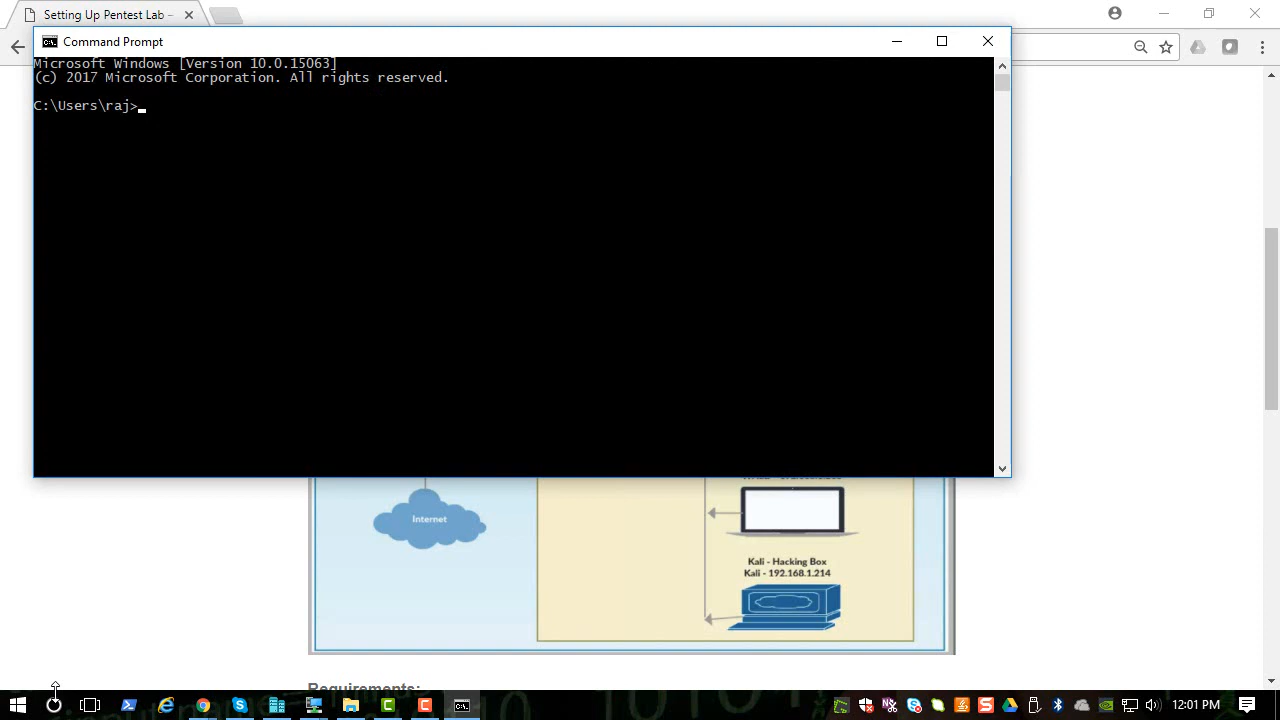 Setting Up Pentest Lab –
Command Prompt
Microsoft Windows [Version 10.0.15063]
(c) 2017 Microsoft Corporation. All rights reserved.
C:\Users\raj>
Internet
Kali - Hacking Box
Kali - 192.168.1.214
Requirements:
12:01 PM